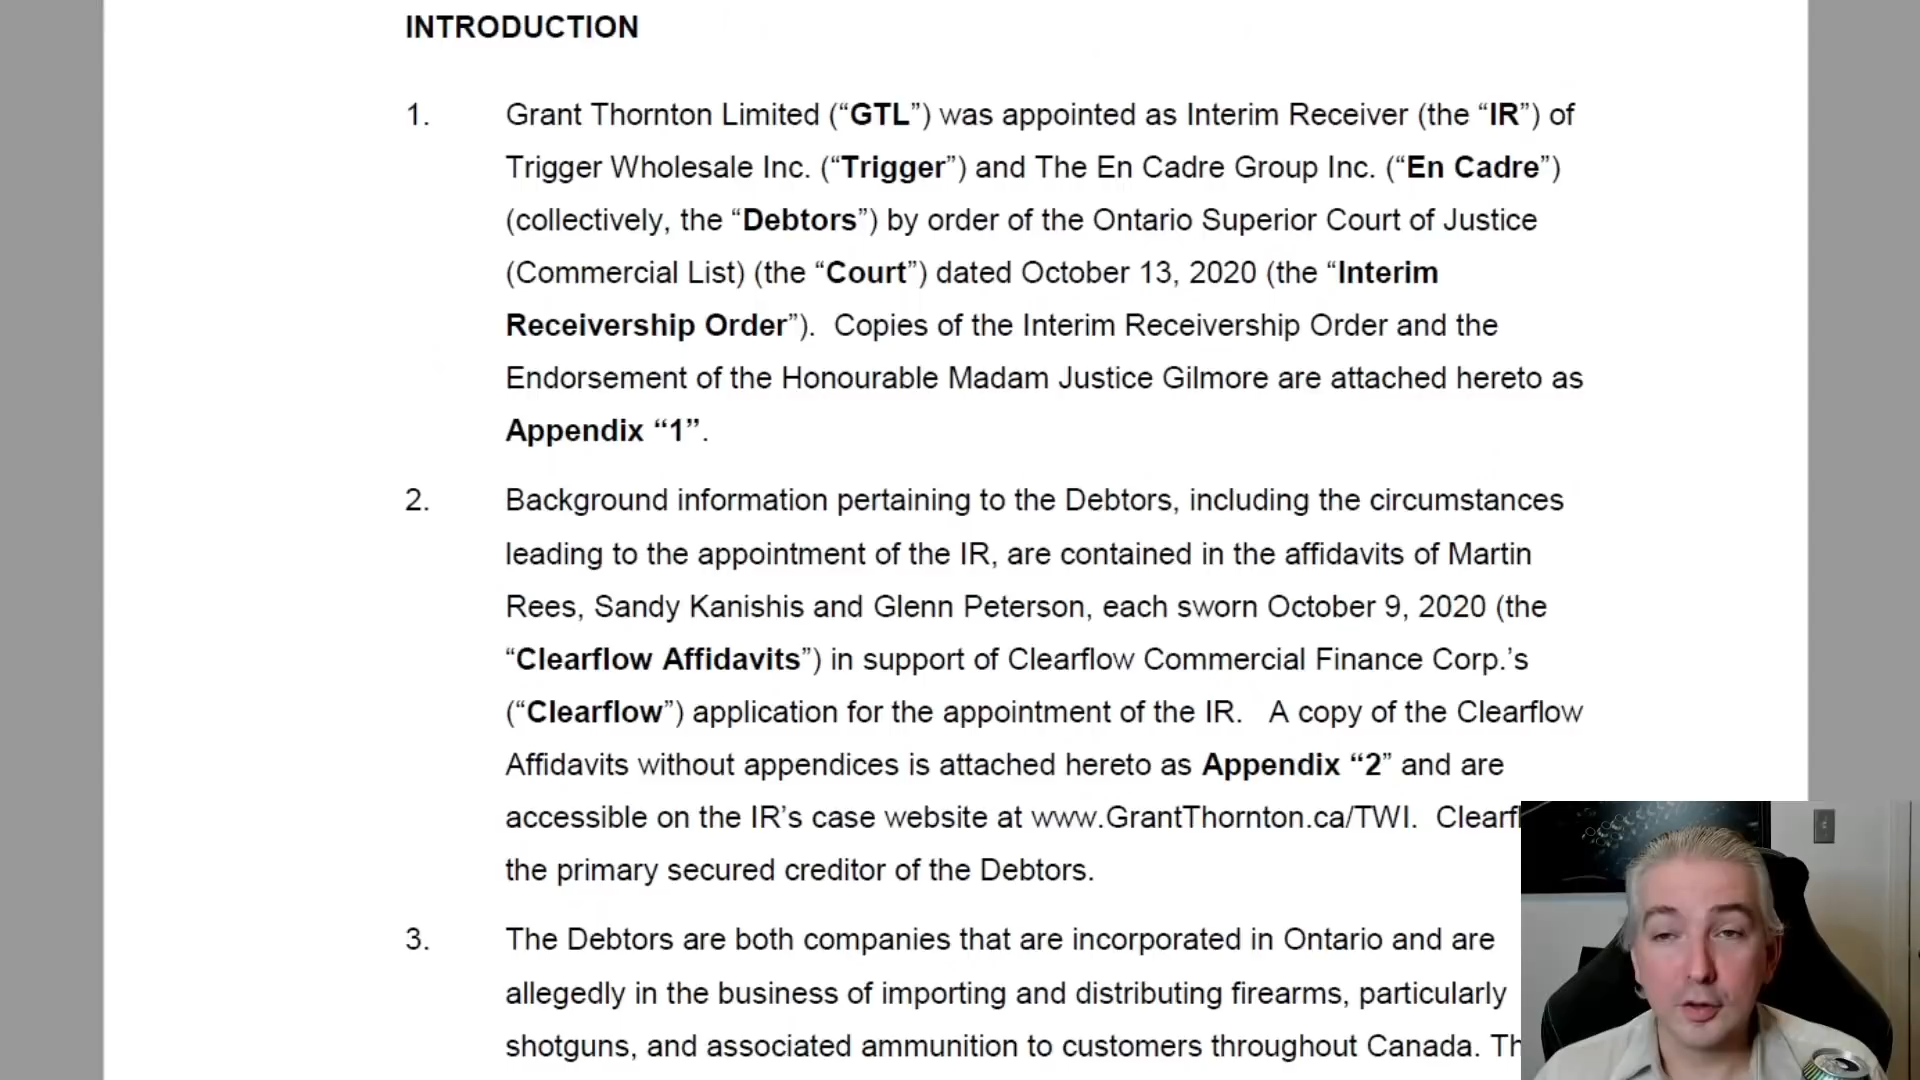 INTRODUCTION
1. Grant Thornton Limited (“GTL”) was appointed as Interim Receiver (the “IR”) of
Trigger Wholesale Inc. (“Trigger”) and The En Cadre Group Inc. (“En Cadre”)
(collectively, the “Debtors”) by order of the Ontario Superior Court of Justice
(Commercial List) (the “Court”) dated October 13, 2020 (the “Interim
Receivership Order”). Copies of the Interim Receivership Order and the
Endorsement of the Honourable Madam Justice Gilmore are attached hereto as
Appendix “1”.
2. Background information pertaining to the Debtors, including the circumstances
leading to the appointment of the IR, are contained in the affidavits of Martin
Rees, Sandy Kanishis and Glenn Peterson, each sworn October 9, 2020 (the
“Clearflow Affidavits”) in support of Clearflow Commercial Finance Corp.’s
(“Clearflow”) application for the appointment of the IR. A copy of the Clearflow
Affidavits without appendices is attached hereto as Appendix “2” and are
accessible on the IR’s case website at www.GrantThornton.ca/TWI.
the primary secured creditor of the Debtors.
3. The Debtors are both companies that are incorporated in Ontario and are
allegedly in the business of importing and distributing firearms, particularly
shotguns, and associated ammunition to customers throughout Canada.